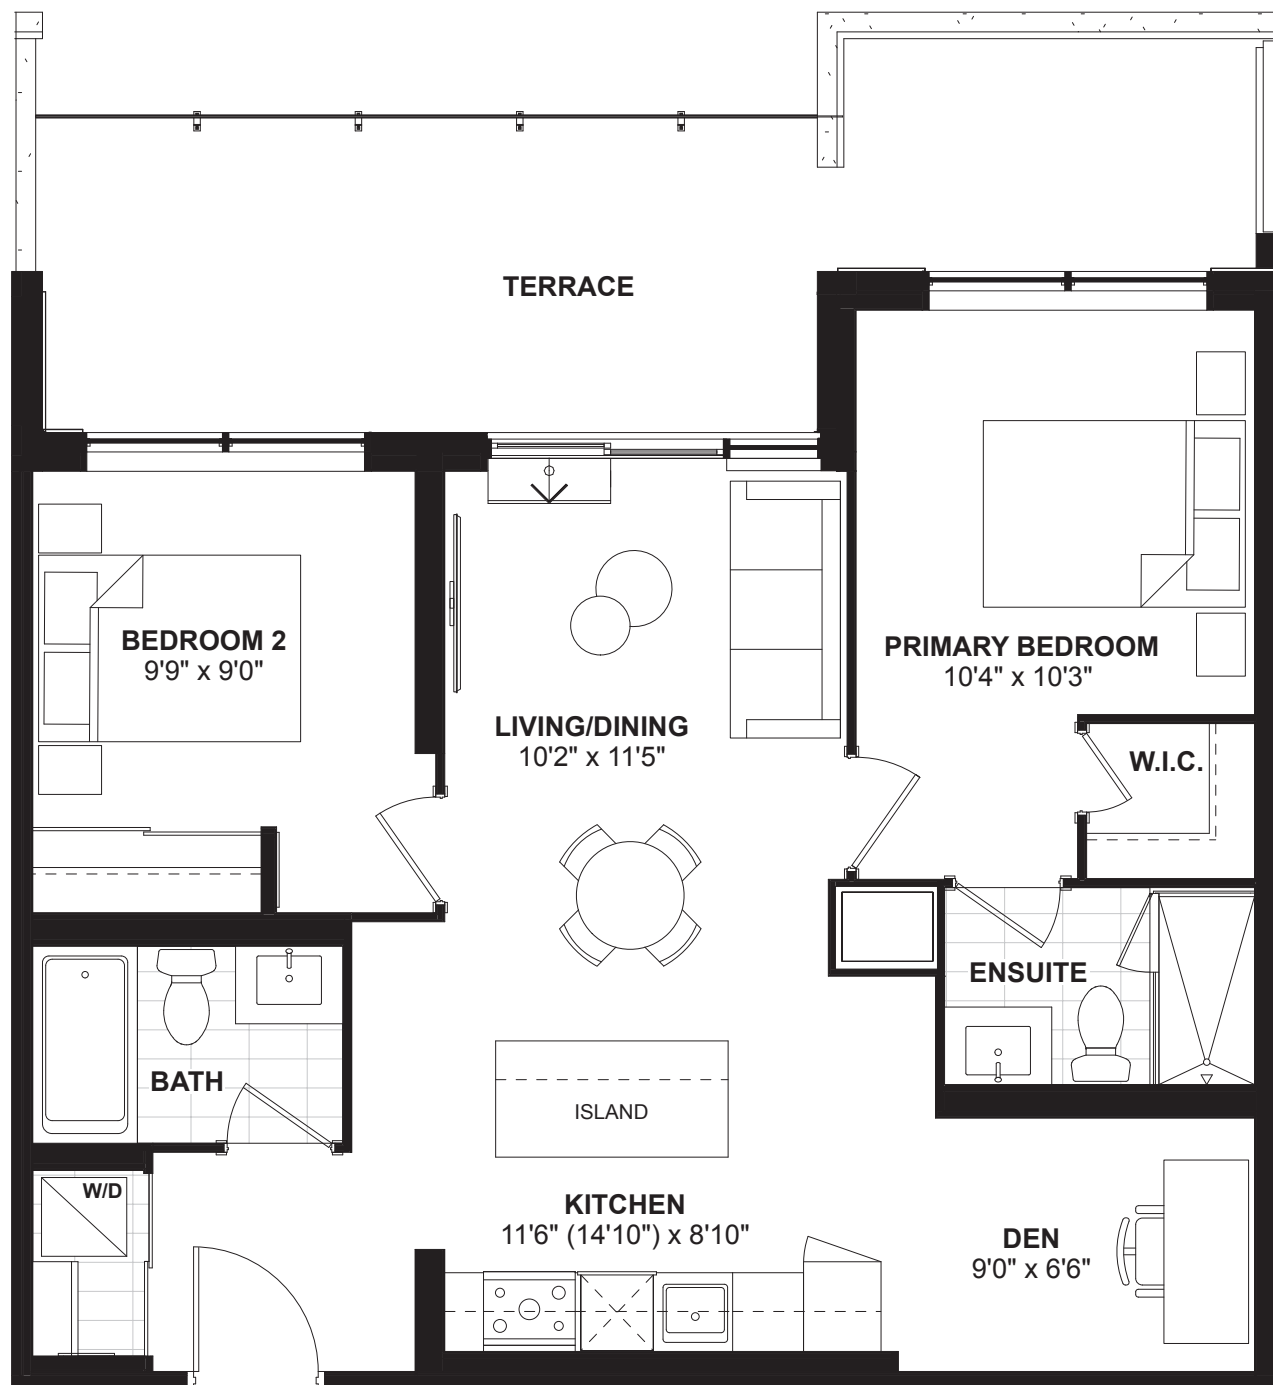 TERRACE
BEDROOM 2
9'9" x 9'0"
PRIMARY BEDROOM
10'4" x 10'3"
LIVING/DINING
10'2" x 11'5"
W.I.C.
ENSUITE
BATH
ISLAND
W/D
KITCHEN
11'6" (14'10") x 8'10"
DEN
9'0" x 6'6"